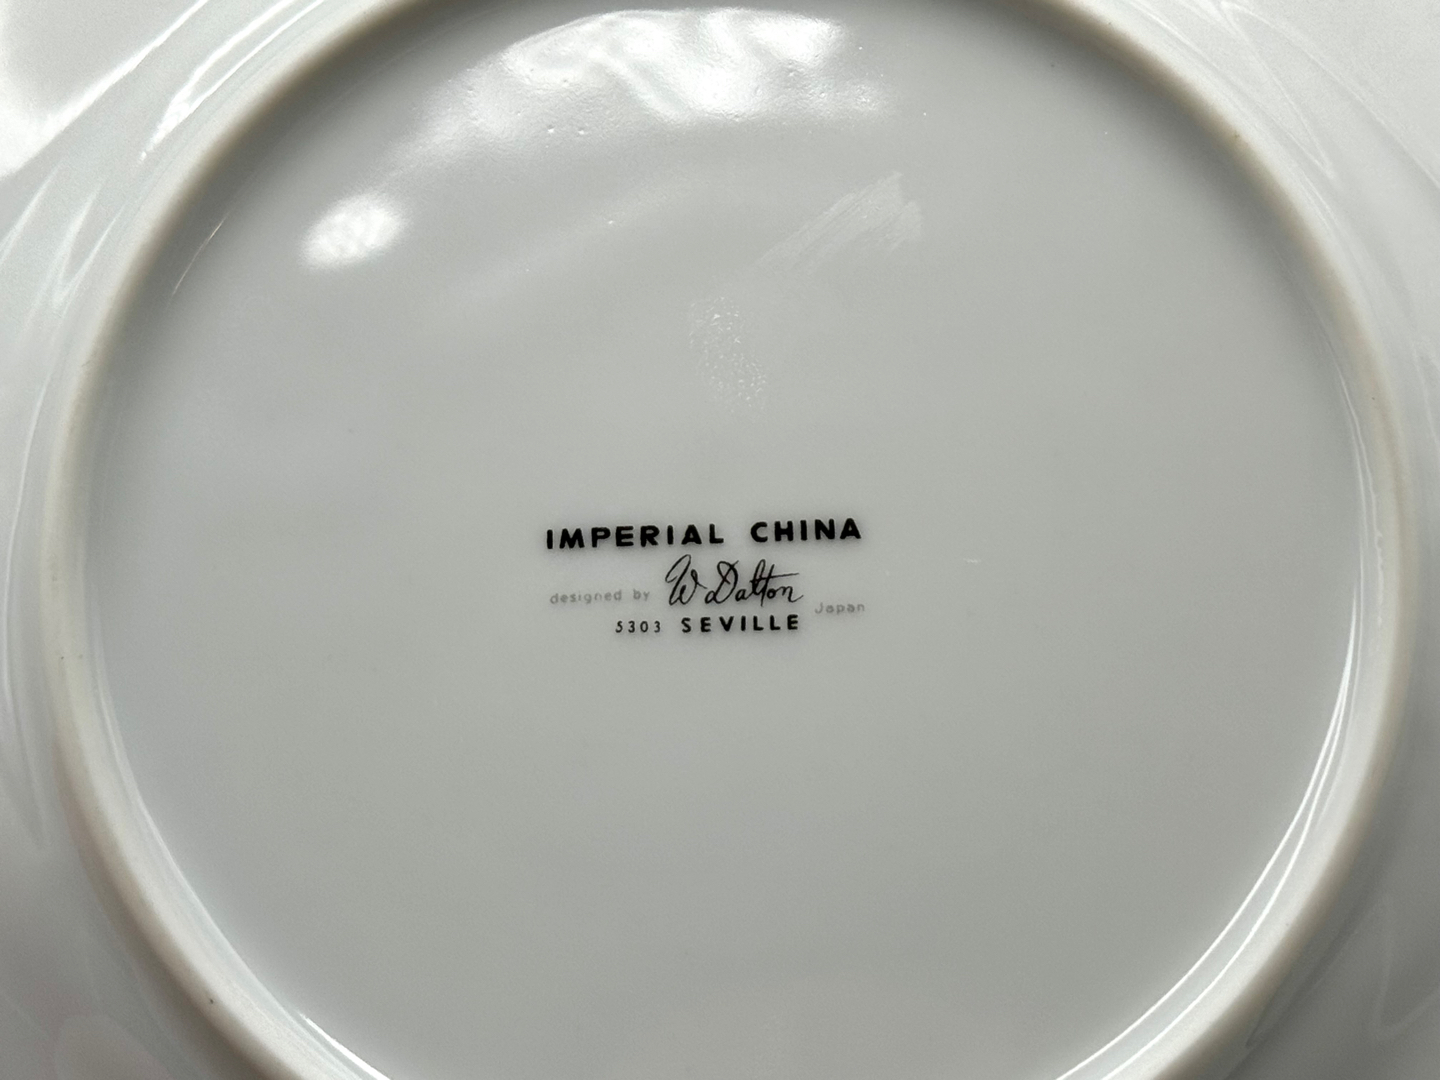 IMPERIAL CHINA
designed by W Dalton Japan
5303 SEVILLE